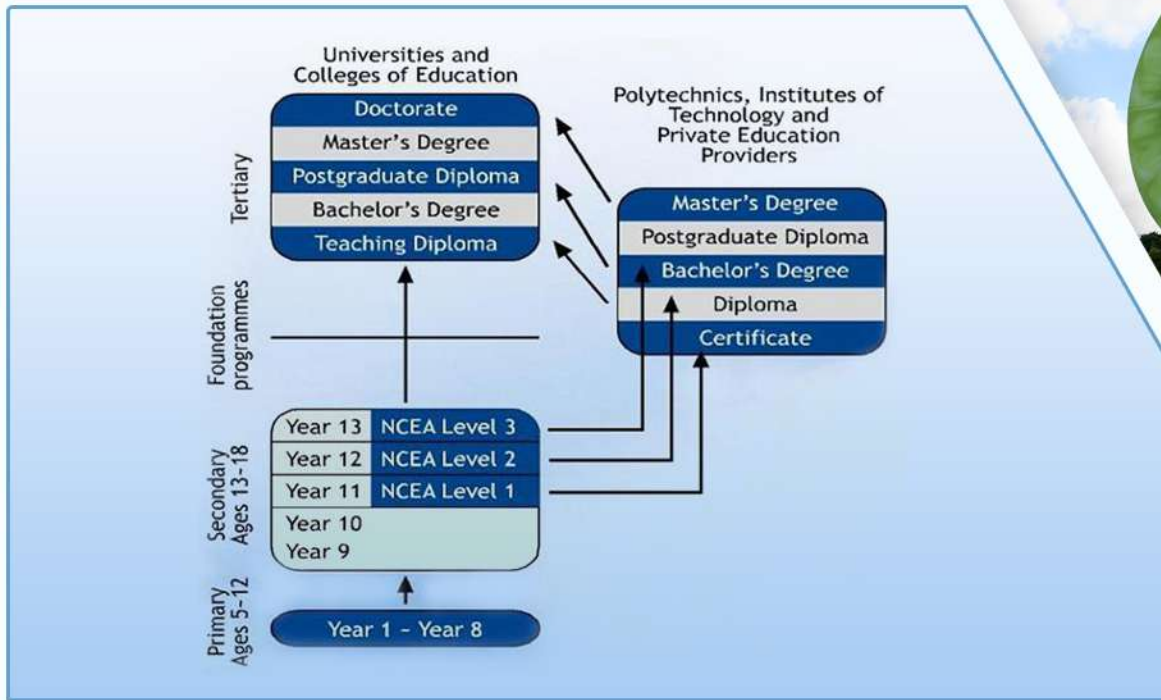 Universities and
Colleges of Education
Doctorate
Master's Degree
Postgraduate Diploma
Bachelor's Degree
Teaching Diploma
Polytechnics, Institutes of
Technology and
Private Education
Providers
Master's Degree
Postgraduate Diploma
Bachelor's Degree
Diploma
Certificate
Tertiary
Foundation
programmes
Secondary
Ages 13-18
Year 13 NCEA Level 3
Year 12 NCEA Level 2
Year 11 NCEA Level 1
Year 10
Year 9
Primary
Ages 5-12
Year 1 - Year 8